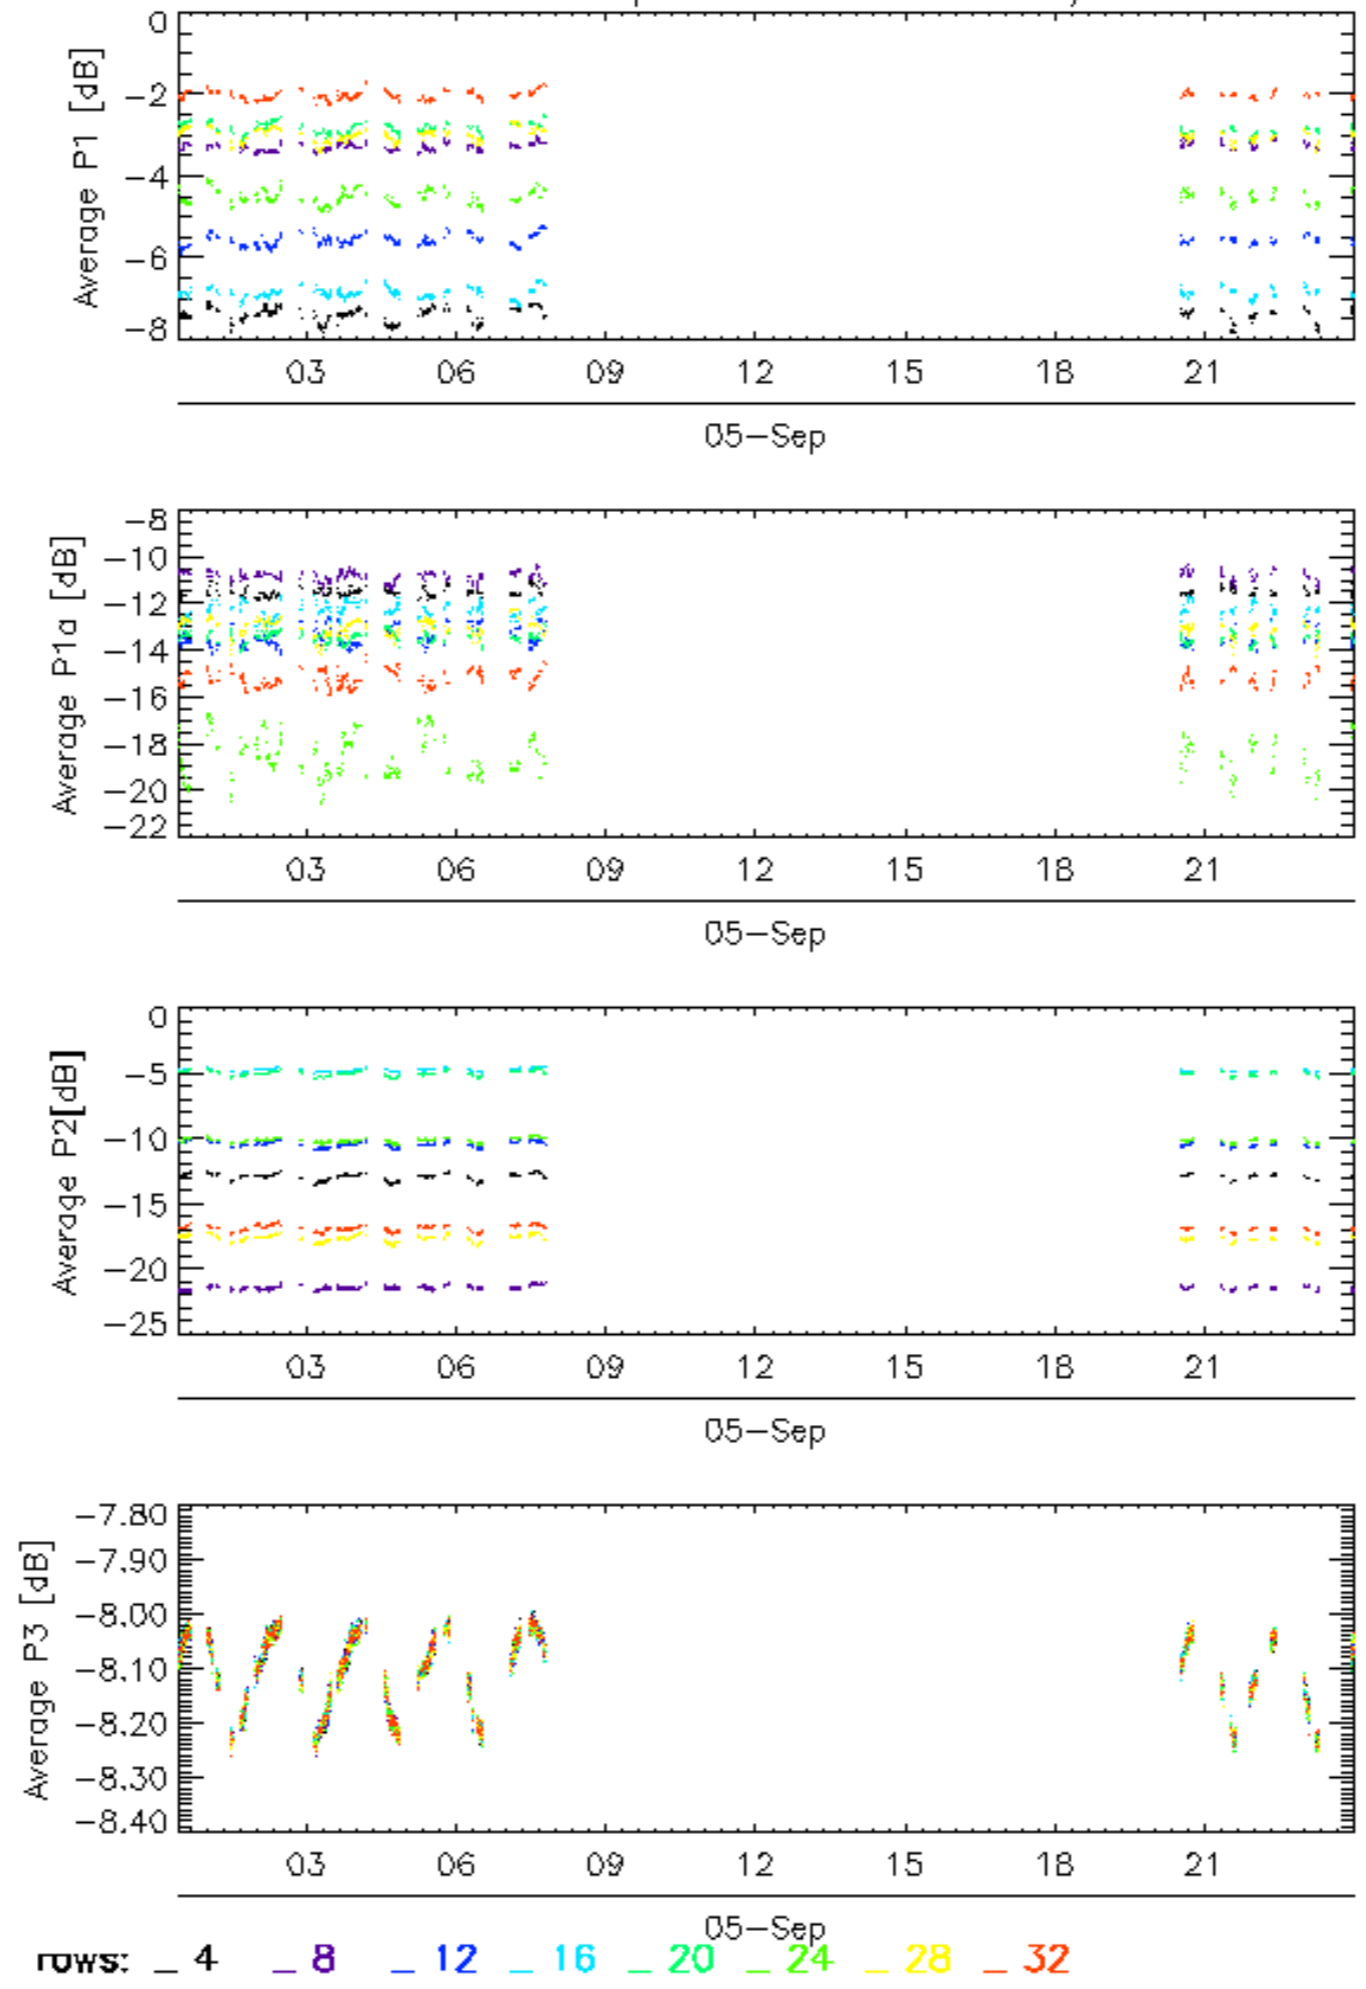 0
-2
-4
-6
-8
Average P1 [dB]
03 06 09 12 15 18 21
05-Sep
-8
-10
-12
-14
-16
-18
-20
-22
Average P1a [dB]
03 06 09 12 15 18 21
05-Sep
0
-5
-10
-15
-20
-25
Average P2[dB]
03 06 09 12 15 18 21
05-Sep
-7.80
-7.90
-8.00
-8.10
-8.20
-8.30
-8.40
Average P3 [dB]
03 06 09 12 15 18 21
05-Sep
rows: _ 4 _ 8 _ 12 _ 16 _ 20 _ 24 _ 28 _ 32